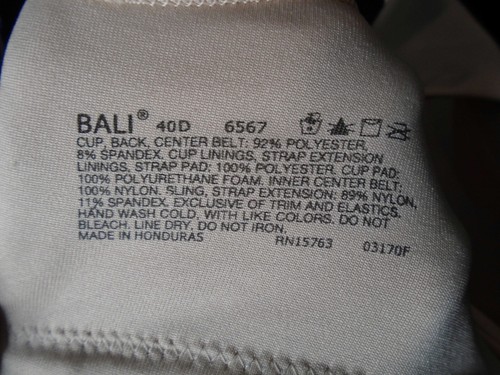 BALI® 40D 6567
CUP, BACK, CENTER BELT: 92% POLYESTER,
8% SPANDEX. CUP LININGS, STRAP EXTENSION
LININGS, STRAP PAD: 100% POLYESTER. CUP PAD:
100% POLYURETHANE FOAM. INNER CENTER BELT:
100% NYLON. SLING, STRAP EXTENSION: 89% NYLON,
11% SPANDEX. EXCLUSIVE OF TRIM AND ELASTICS.
HAND WASH COLD, WITH LIKE COLORS. DO NOT
BLEACH. LINE DRY. DO NOT IRON.
MADE IN HONDURAS RN15763 03170F